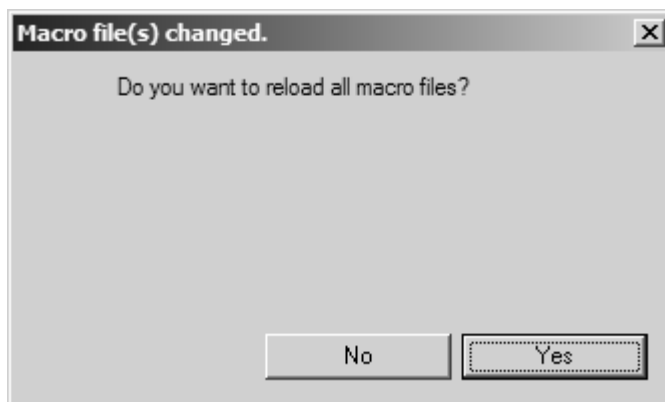 Macro file(s) changed.
Do you want to reload all macro files?
No
Yes